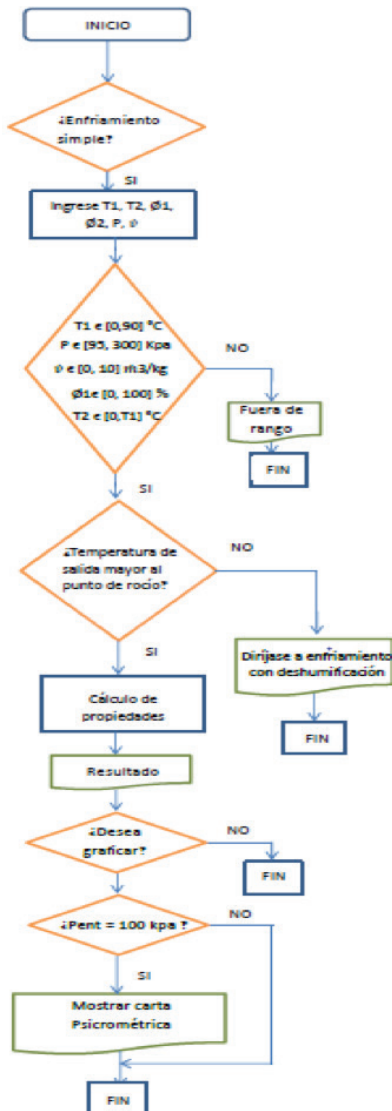 INICIO
¿Enfriamiento
simple?
SI
Ingrese T1, T2, Ø1,
Ø2, P, ϑ
T1 e [0,90] ºC
P e [95, 300] Kpa
ϑ e [0, 10] m3/kg
Ø1e [0, 100] %
T2 e [0,T1] ºC
NO
Fuera de
rango
FIN
SI
¿Temperatura de
salida mayor al
punto de rocío?
NO
Diríjase a enfriamiento
con deshumificación
FIN
SI
Cálculo de
propiedades
Resultado
¿Desea
graficar?
NO
FIN
¿Pent = 100 kpa ?
NO
SI
Mostrar carta
Psicrométrica
FIN